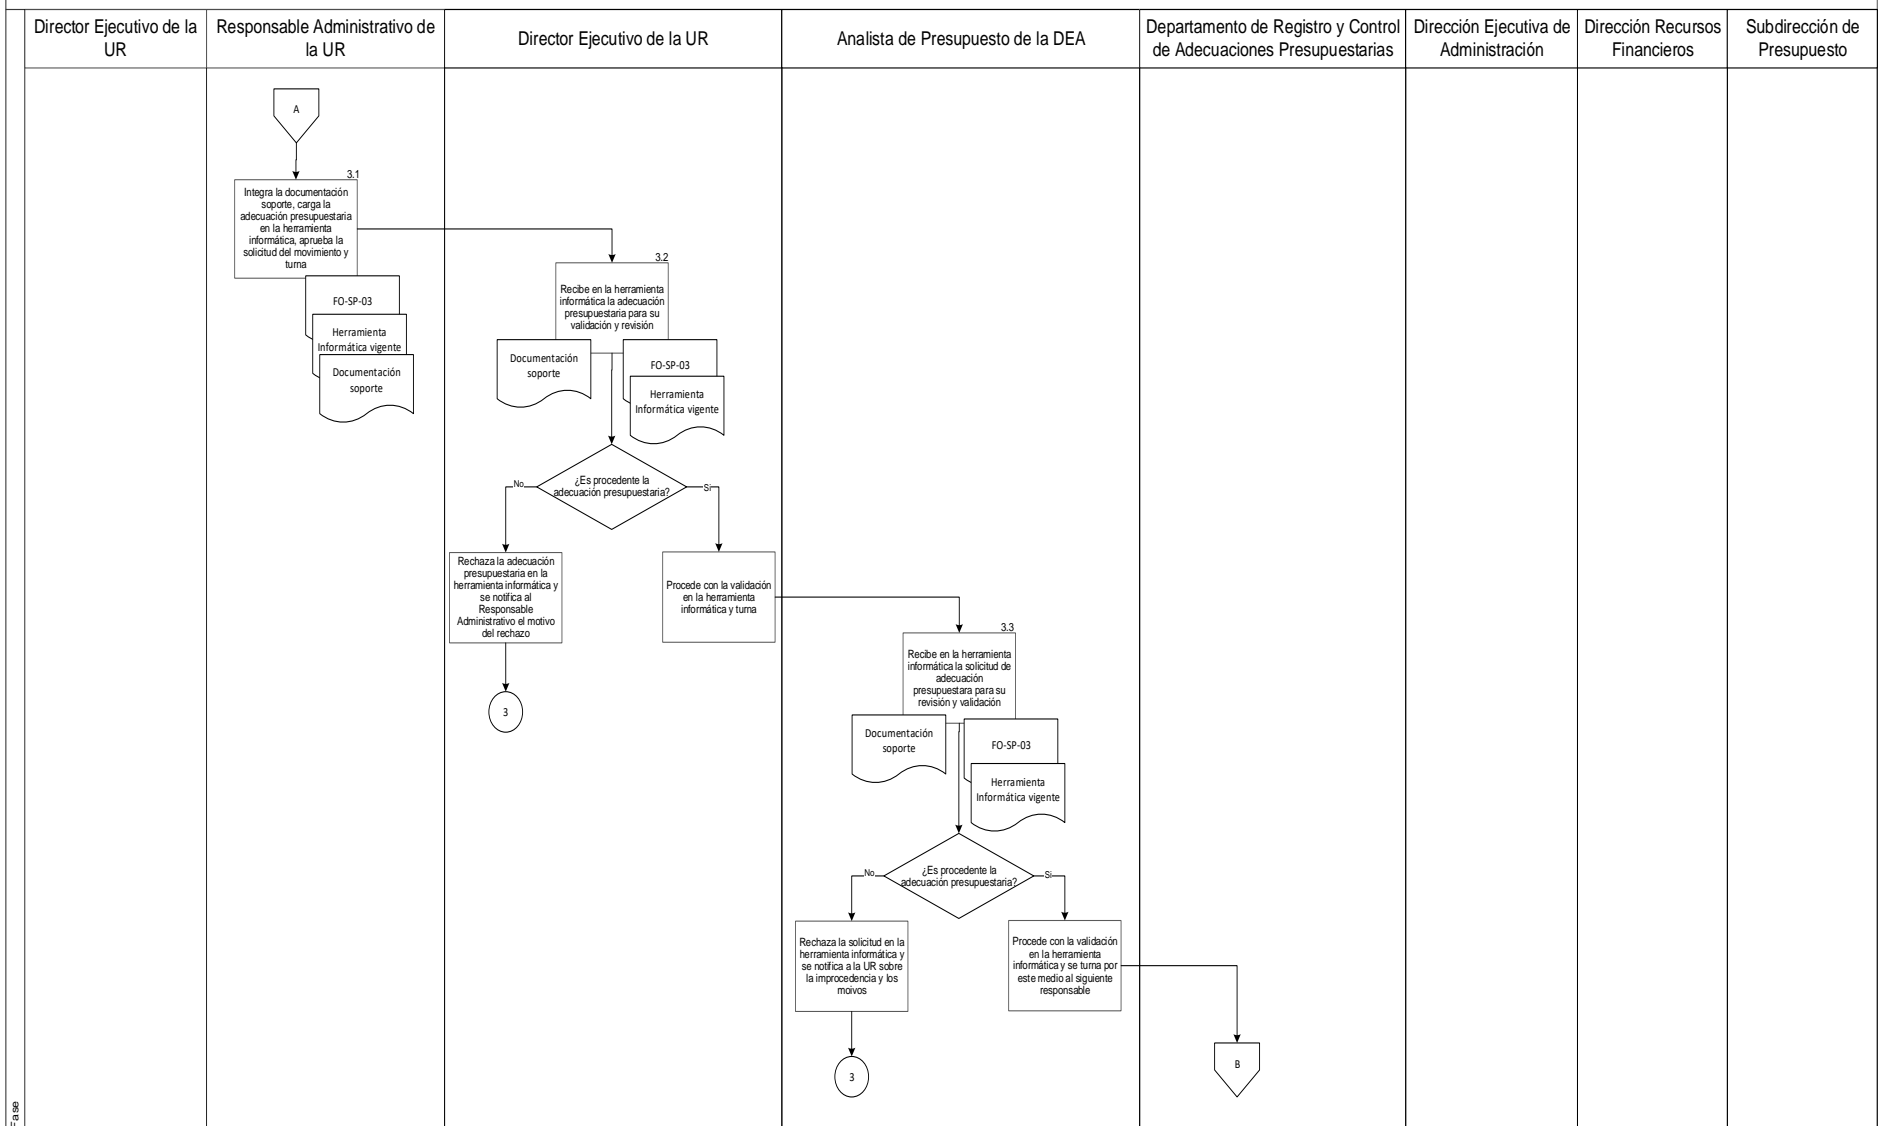 Director Ejecutivo de la
UR
Responsable Administrativo de
la UR
Director Ejecutivo de la UR
Analista de Presupuesto de la DEA
Departamento de Registro y Control
de Adecuaciones Presupuestarias
Dirección Ejecutiva de
Administración
Dirección Recursos
Financieros
Subdirección de
Presupuesto
A
3.1
Integra la documentación
soporte, carga la
adecuación presupuestaria
en la herramienta
informática, aprueba la
solicitud del movimiento y
turna
FO-SP-03
Herramienta
Informática vigente
Documentación
soporte
3.2
Recibe en la herramienta
informática la adecuación
presupuestaria para su
validación y revisión
Documentación
soporte
FO-SP-03
Herramienta
Informática vigente
¿Es procedente la
adecuación presupuestaria?
No
Si
Rechaza la adecuación
presupuestaria en la
herramienta informática y
se notifica al
Responsable
Administrativo el motivo
del rechazo
Procede con la validación
en la herramienta
informática y turna
3
3.3
Recibe en la herramienta
informática la solicitud de
adecuación
presupuestara para su
revisión y validación
Documentación
soporte
FO-SP-03
Herramienta
Informática vigente
¿Es procedente la
adecuación presupuestaria?
No
Si
Rechaza la solicitud en la
herramienta informática y
se notifica a la UR sobre
la improcedencia y los
moivos
Procede con la validación
en la herramienta
informática y se turna por
este medio al siguiente
responsable
3
B
Fase